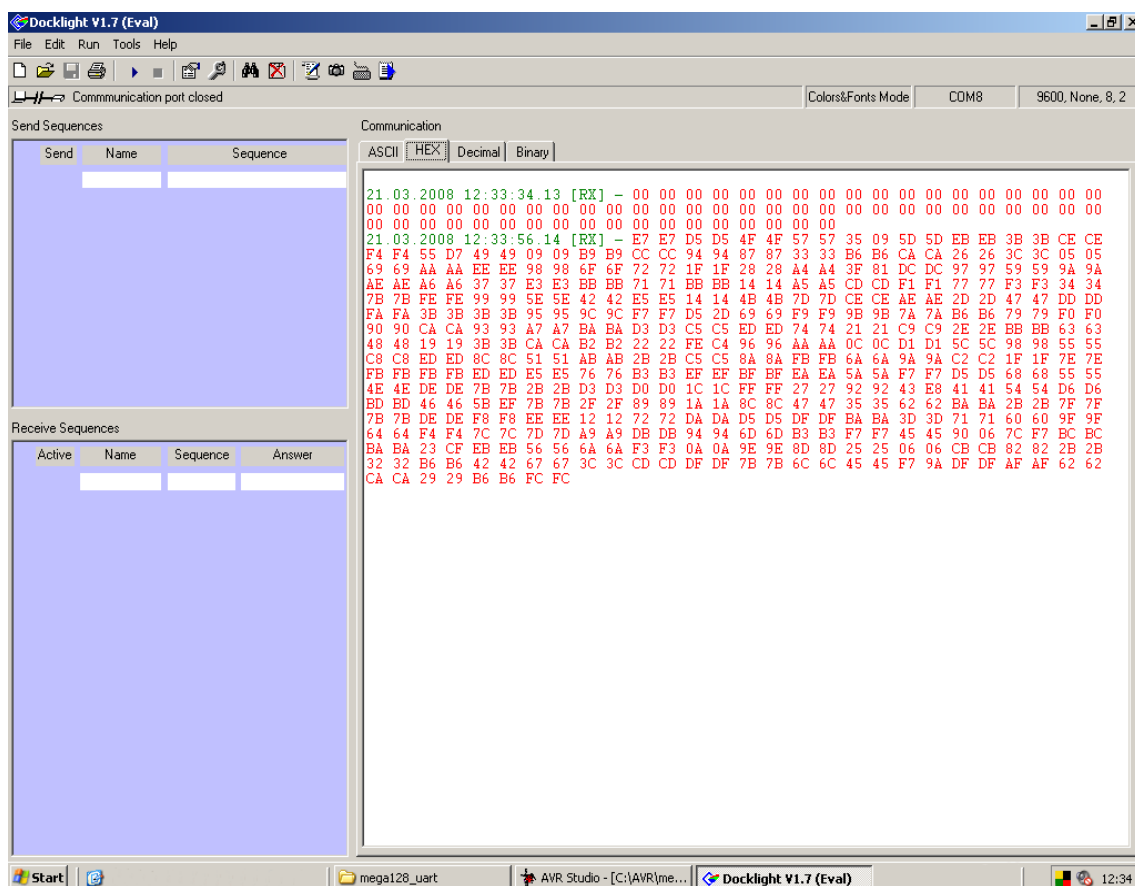 Docklight V1.7 (Eval)
File Edit Run Tools Help
Commmunication port closed
Colors&Fonts Mode
COM8
9600, None, 8, 2
Send Sequences
Send Name Sequence
Communication
ASCII HEX Decimal Binary
21.03.2008 12:33:34.13 [RX] - 00 00 00 00 00 00 00 00 00 00 00 00 00 00 00 00 00 00
00 00 00 00 00 00 00 00 00 00 00 00 00 00 00 00 00 00 00 00 00 00 00 00 00 00 00 00
00 00 00 00 00 00 00 00 00 00 00 00 00 00 00 00 00 00
21.03.2008 12:33:56.14 [RX] - E7 E7 D5 D5 4F 4F 57 57 35 09 5D 5D EB EB 3B 3B CE CE
F4 F4 55 D7 49 49 09 09 B9 B9 CC CC 94 94 87 87 33 33 B6 B6 CA CA 26 26 3C 3C 05 05
69 69 AA AA EE EE 98 98 6F 6F 72 72 1F 1F 28 28 A4 A4 3F 81 DC DC 97 97 59 59 9A 9A
AE AE A6 A6 37 37 E3 E3 BB BB 71 71 BB BB 14 14 A5 A5 CD CD F1 F1 77 77 F3 F3 34 34
7B 7B FE FE 99 99 5E 5E 42 42 E5 E5 14 14 4B 4B 7D 7D CE CE AE AE 2D 2D 47 47 DD DD
FA FA 3B 3B 3B 3B 95 95 9C 9C F7 F7 D5 2D 69 69 F9 F9 9B 9B 7A 7A B6 B6 79 79 F0 F0
90 90 CA CA 93 93 A7 A7 BA BA D3 D3 C5 C5 ED ED 74 74 21 21 C9 C9 2E 2E BB BB 63 63
48 48 19 19 3B 3B CA CA B2 B2 22 22 FE C4 96 96 AA AA 0C 0C D1 D1 5C 5C 98 98 55 55
C8 C8 ED ED 8C 8C 51 51 AB AB 2B 2B C5 C5 8A 8A FB FB 6A 6A 9A 9A C2 C2 1F 1F 7E 7E
FB FB FB FB ED ED E5 E5 76 76 B3 B3 EF EF BF BF EA EA 5A 5A F7 F7 D5 D5 68 68 55 55
4E 4E DE DE 7B 7B 2B 2B D3 D3 D0 D0 1C 1C FF FF 27 27 92 92 43 E8 41 41 54 54 D6 D6
BD BD 46 46 5B EF 7B 7B 2F 2F 89 89 1A 1A 8C 8C 47 47 35 35 62 62 BA BA 2B 2B 7F 7F
7B 7B DE DE F8 F8 EE EE 12 12 72 72 DA DA D5 D5 DF DF BA BA 3D 3D 71 71 60 60 9F 9F
64 64 F4 F4 7C 7C 7D 7D A9 A9 DB DB 94 94 6D 6D B3 B3 F7 F7 45 45 90 06 7C F7 BC BC
BA BA 23 CF EB EB 56 56 6A 6A F3 F3 0A 0A 9E 9E 8D 8D 25 25 06 06 CB CB 82 82 2B 2B
32 32 B6 B6 42 42 67 67 3C 3C CD CD DF DF 7B 7B 6C 6C 45 45 F7 9A DF DF AF AF 62 62
CA CA 29 29 B6 B6 FC FC
Receive Sequences
Active Name Sequence Answer
Start
mega128_uart
AVR Studio - [C:\AVR\me...
Docklight V1.7 (Eval)
12:34